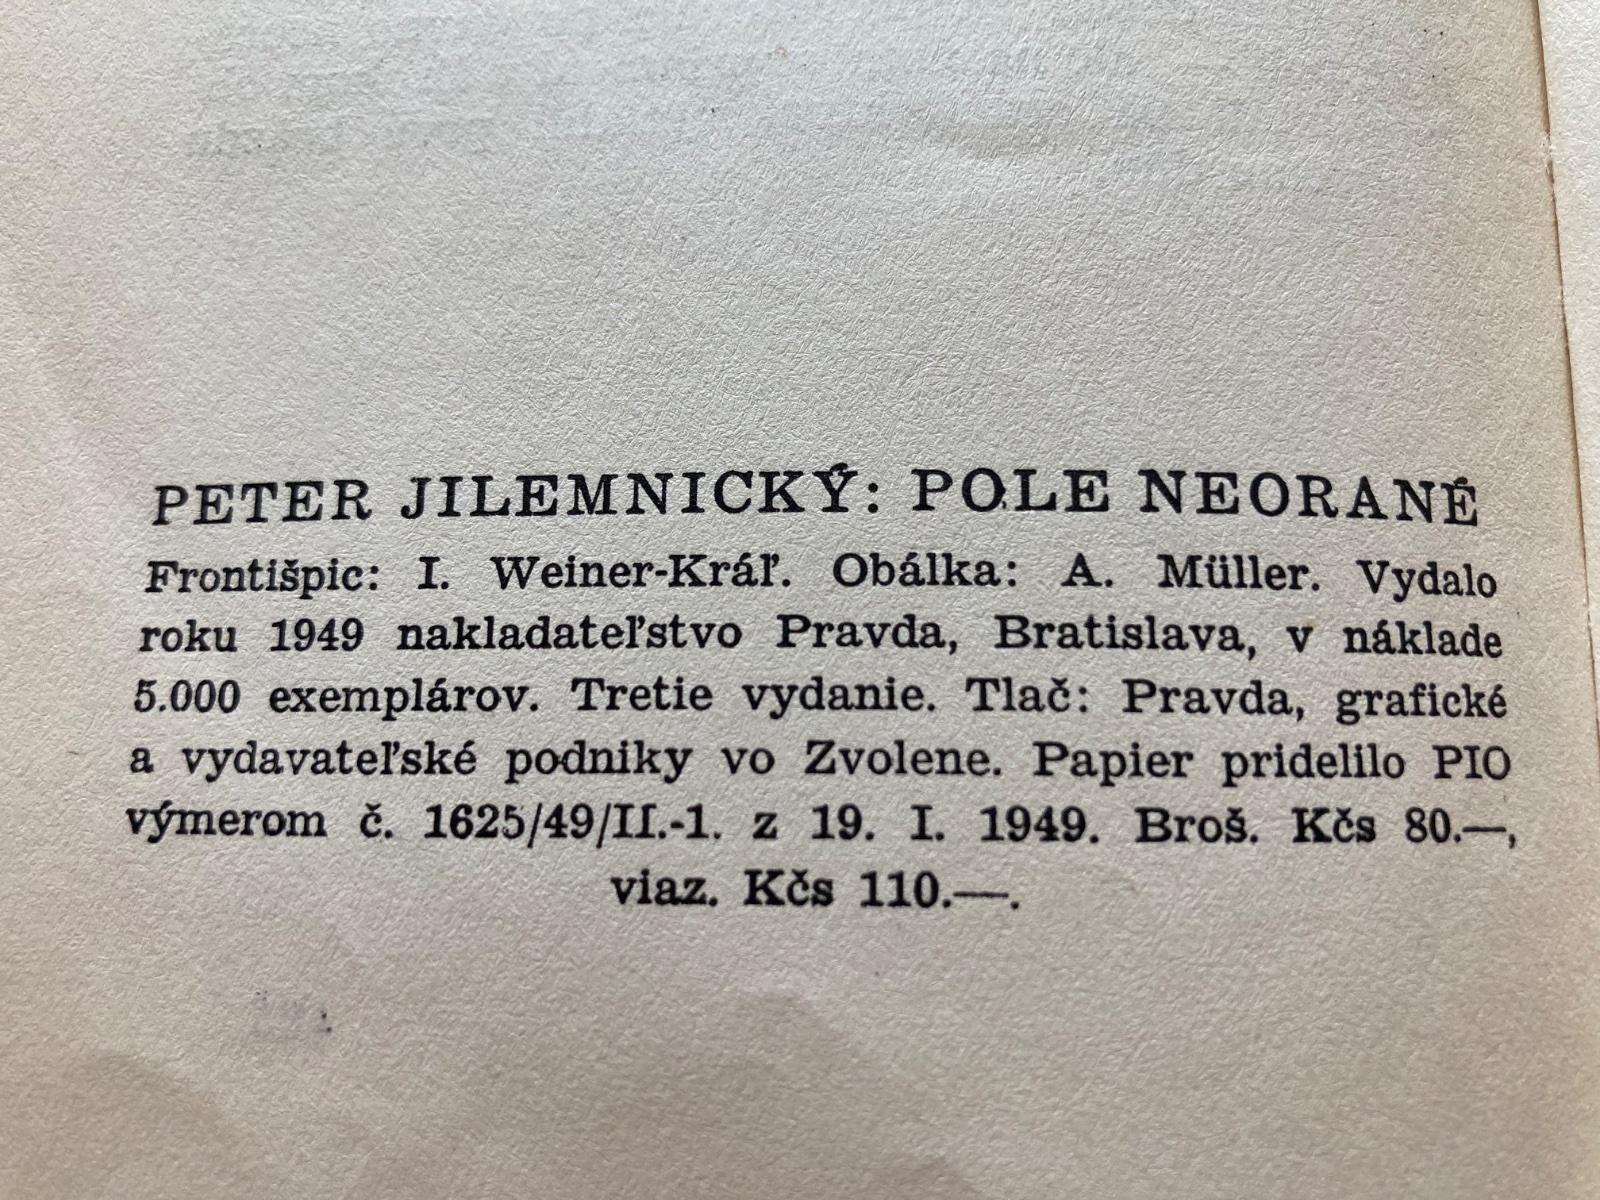 PETER JILEMNICKÝ: POLE NEORANÉ
Frontišpic: I. Weiner-Kráľ. Obálka: A. Müller. Vydalo
roku 1949 nakladateľstvo Pravda, Bratislava, v náklade
5.000 exemplárov. Tretie vydanie. Tlač: Pravda, grafické
a vydavateľské podniky vo Zvolene. Papier pridelilo PIO
výmerom č. 1625/49/II.-1. z 19. I. 1949. Broš. Kčs 80.—,
viaz. Kčs 110.—.